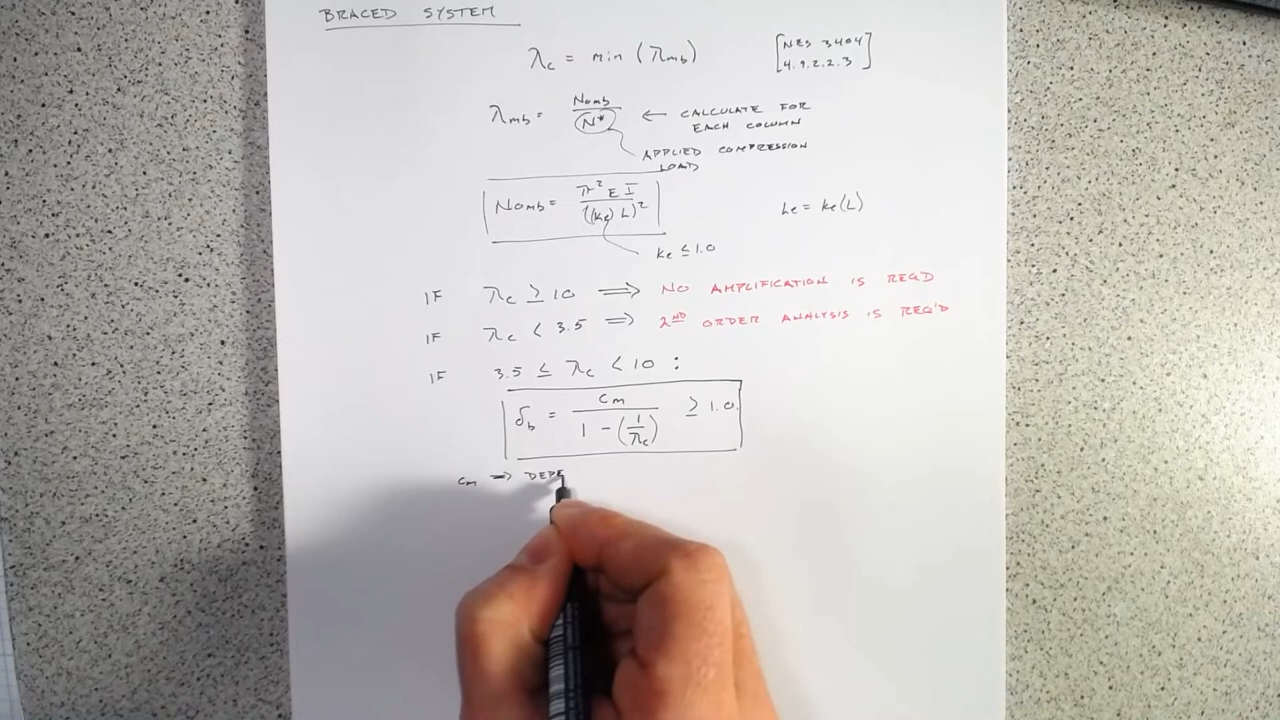 BRACED SYSTEM
λc = min (λmb) [NZS 3404 4.9.2.2.3]
λmb = Nomb / N* ← CALCULATE FOR EACH COLUMN
APPLIED COMPRESSION LOAD
Nomb = π² E I / ((ke) L)² Le = ke(L)
ke ≤ 1.0
IF λc ≥ 10 ⟹ NO AMPLIFICATION IS REQD
IF λc < 3.5 ⟹ 2ND ORDER ANALYSIS IS REQ'D
IF 3.5 ≤ λc < 10 :
δb = cm / 1 - (1/λc) ≥ 1.0
cm ⟹ DEPE